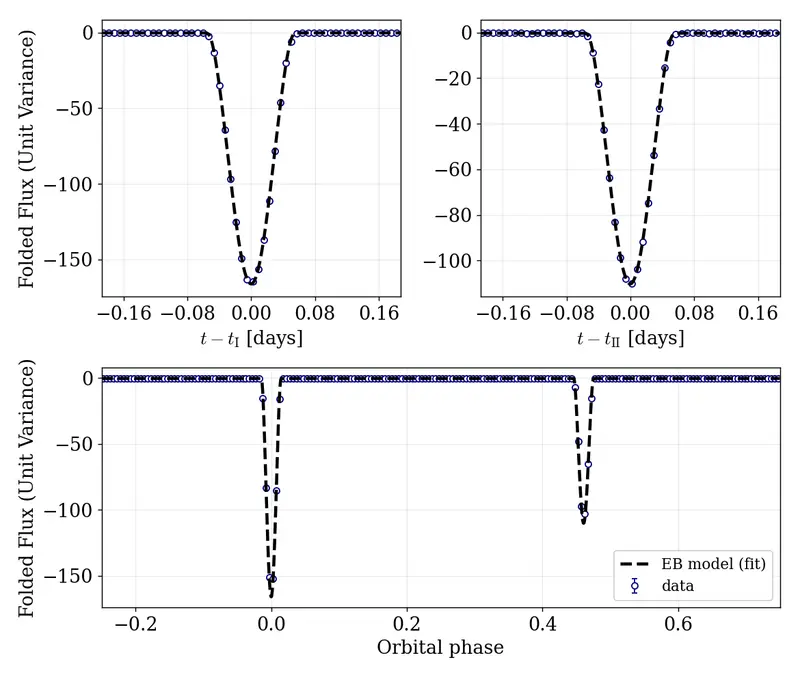 Folded Flux (Unit Variance)
0
−50
−100
−150
−0.16 −0.08 0.00 0.08 0.16
t − tI [days]
0
−20
−40
−60
−80
−100
−0.16 −0.08 0.00 0.08 0.16
t − tII [days]
Folded Flux (Unit Variance)
0
−50
−100
−150
EB model (fit)
data
−0.2 0.0 0.2 0.4 0.6
Orbital phase